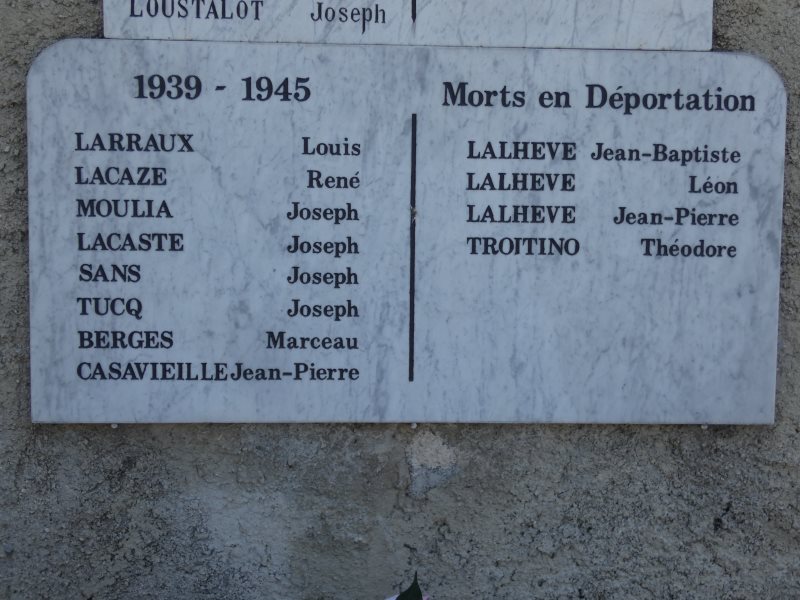 LOUSTALOT Joseph
1939 - 1945
LARRAUX Louis
LACAZE René
MOULIA Joseph
LACASTE Joseph
SANS Joseph
TUCQ Joseph
BERGES Marceau
CASAVIEILLE Jean-Pierre
Morts en Déportation
LALHEVE Jean-Baptiste
LALHEVE Léon
LALHEVE Jean-Pierre
TROITINO Théodore